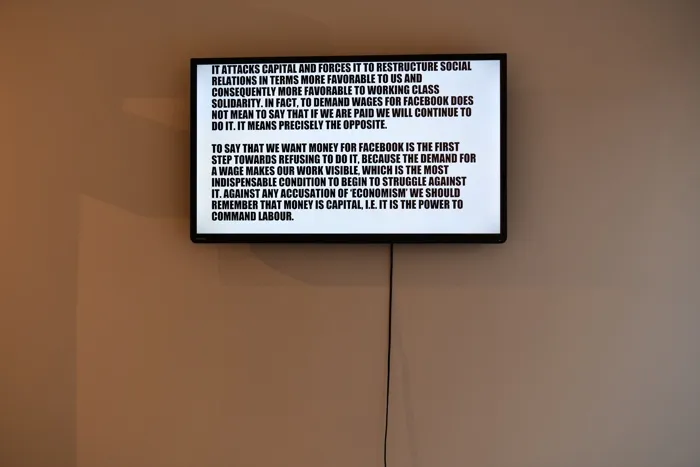 IT ATTACKS CAPITAL AND FORCES IT TO RESTRUCTURE SOCIAL
RELATIONS IN TERMS MORE FAVORABLE TO US AND
CONSEQUENTLY MORE FAVORABLE TO WORKING CLASS
SOLIDARITY. IN FACT, TO DEMAND WAGES FOR FACEBOOK DOES
NOT MEAN TO SAY THAT IF WE ARE PAID WE WILL CONTINUE TO
DO IT. IT MEANS PRECISELY THE OPPOSITE.
TO SAY THAT WE WANT MONEY FOR FACEBOOK IS THE FIRST
STEP TOWARDS REFUSING TO DO IT, BECAUSE THE DEMAND FOR
A WAGE MAKES OUR WORK VISIBLE, WHICH IS THE MOST
INDISPENSABLE CONDITION TO BEGIN TO STRUGGLE AGAINST
IT. AGAINST ANY ACCUSATION OF ‘ECONOMISM’ WE SHOULD
REMEMBER THAT MONEY IS CAPITAL, I.E. IT IS THE POWER TO
COMMAND LABOUR.